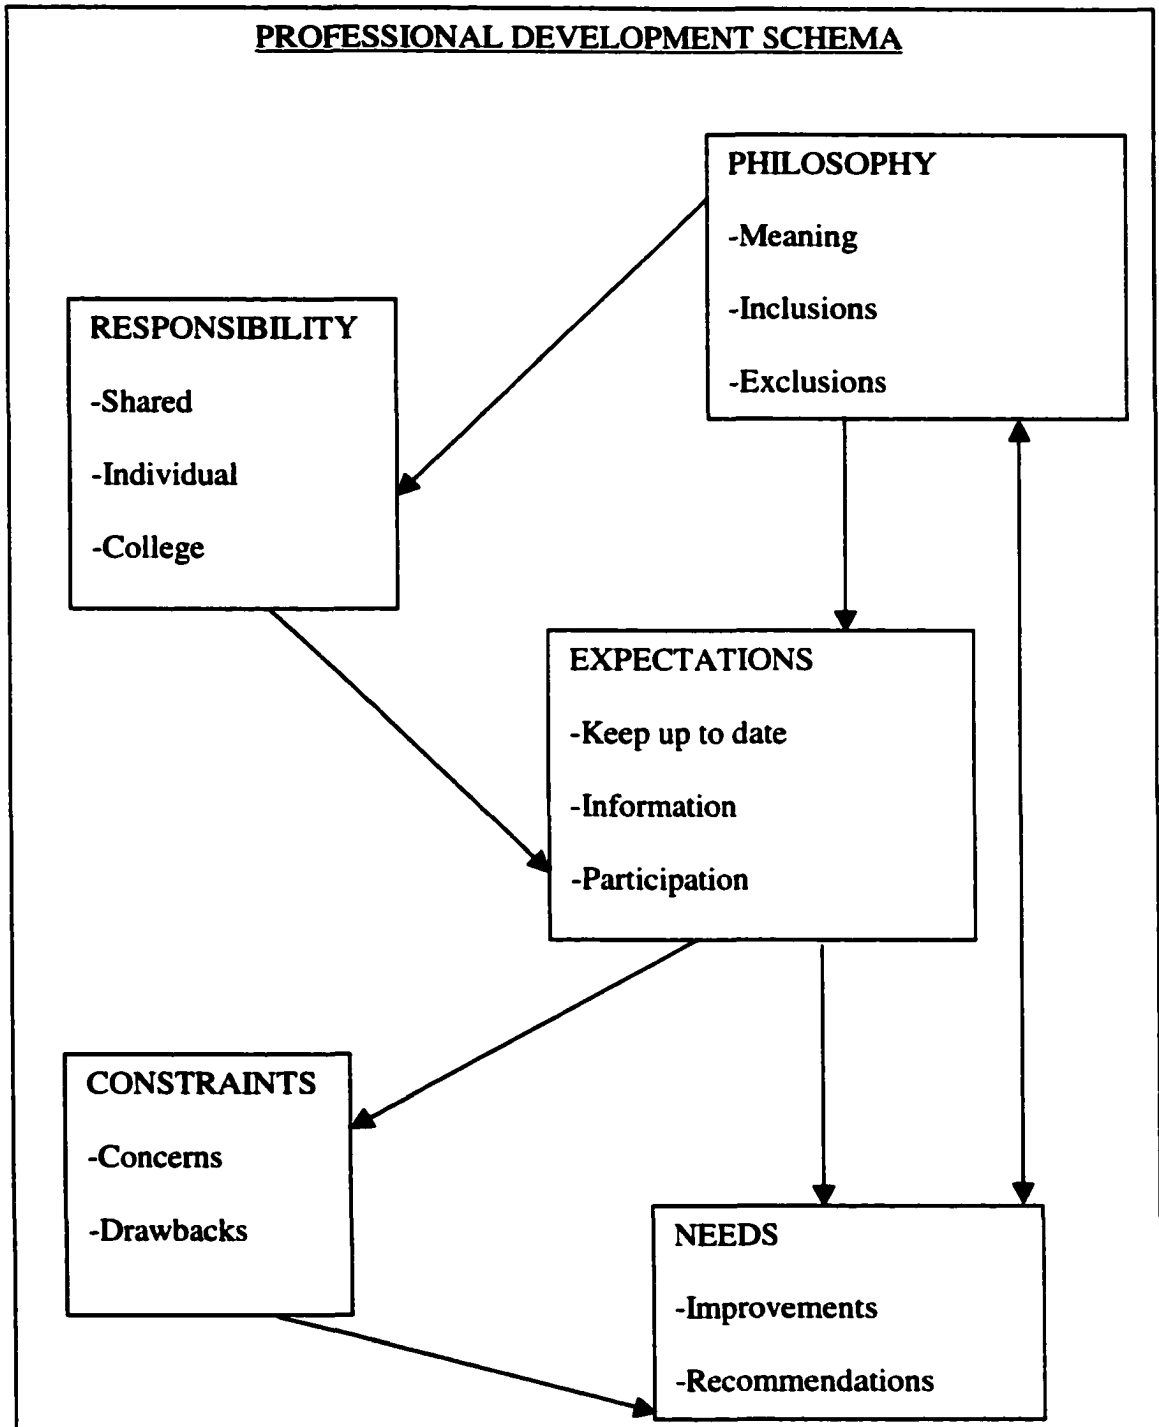 PROFESSIONAL DEVELOPMENT SCHEMA
PHILOSOPHY
-Meaning
-Inclusions
-Exclusions
RESPONSIBILITY
-Shared
-Individual
-College
EXPECTATIONS
-Keep up to date
-Information
-Participation
CONSTRAINTS
-Concerns
-Drawbacks
NEEDS
-Improvements
-Recommendations